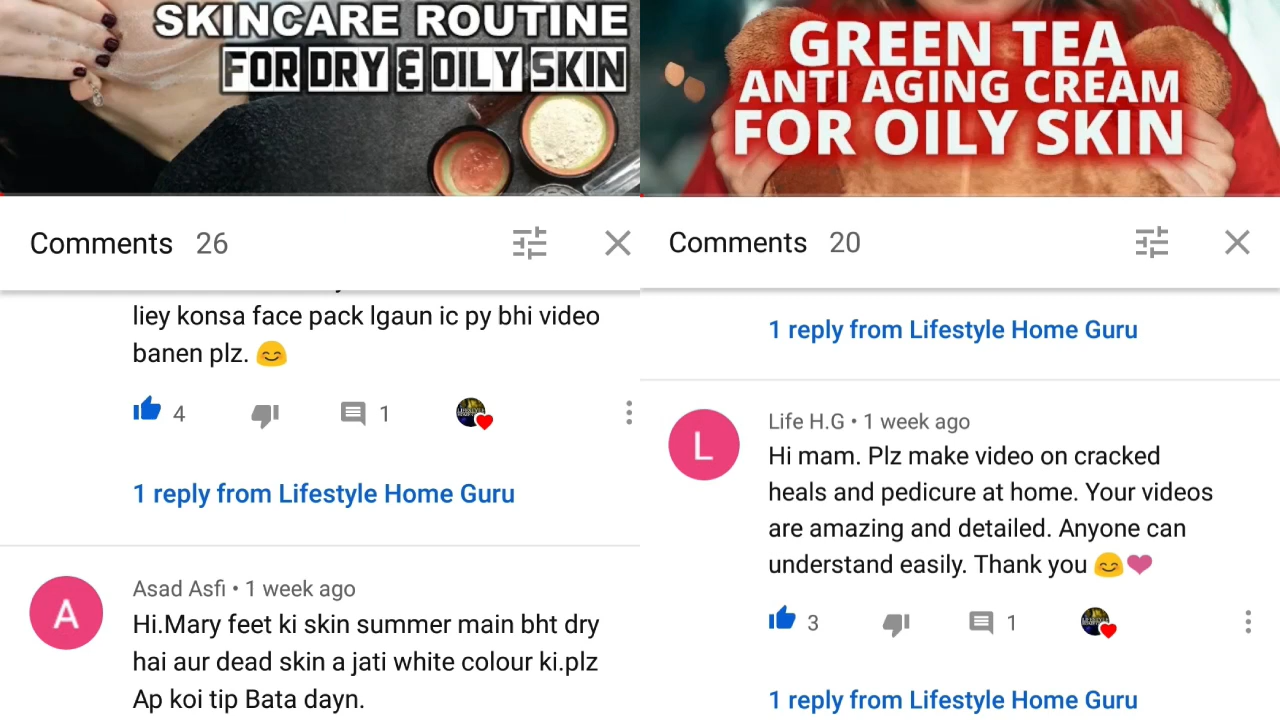 SKINCARE ROUTINE
FOR DRY & OILY SKIN
Comments 26
liey konsa face pack lgaun ic py bhi video
banen plz. 😊
4
1
1 reply from Lifestyle Home Guru
A
Asad Asfi • 1 week ago
Hi.Mary feet ki skin summer main bht dry
hai aur dead skin a jati white colour ki.plz
Ap koi tip Bata dayn.
GREEN TEA
ANTI AGING CREAM
FOR OILY SKIN
Comments 20
1 reply from Lifestyle Home Guru
L
Life H.G • 1 week ago
Hi mam. Plz make video on cracked
heals and pedicure at home. Your videos
are amazing and detailed. Anyone can
understand easily. Thank you 😊❤
3
1
1 reply from Lifestyle Home Guru